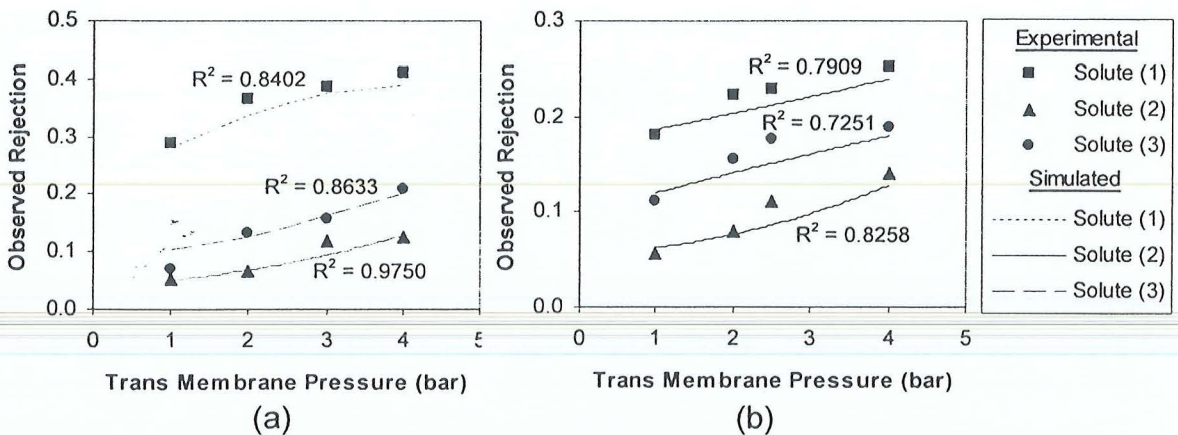 0.5
0.4
0.3
0.2
0.1
0.0
Observed Rejection
R² = 0.8402
R² = 0.8633
R² = 0.9750
0 1 2 3 4 5
Trans Membrane Pressure (bar)
(a)
0.3
0.2
0.1
0.0
Observed Rejection
R² = 0.7909
R² = 0.7251
R² = 0.8258
0 1 2 3 4 5
Trans Membrane Pressure (bar)
(b)
Experimental
Solute (1)
Solute (2)
Solute (3)
Simulated
Solute (1)
Solute (2)
Solute (3)